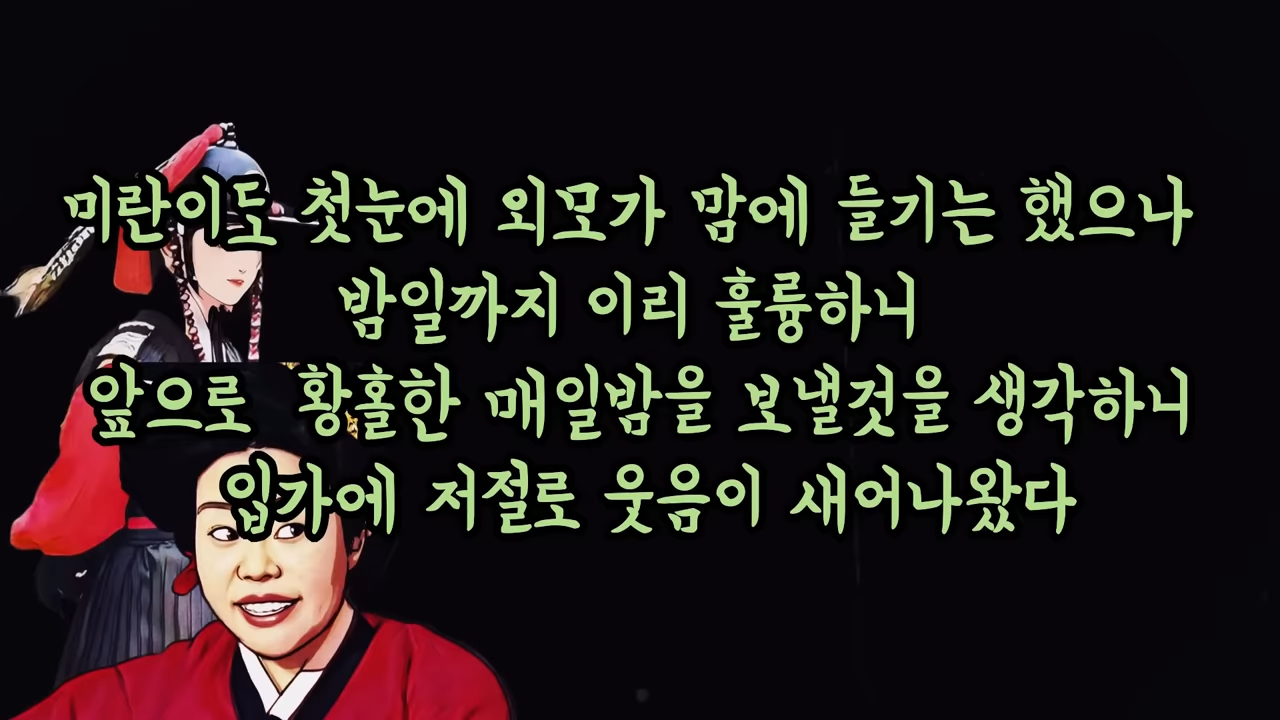 미란이도 첫눈에 외모가 맘에 들기는 했으나
밤일까지 이리 훌륭하니
앞으로 황홀한 매일밤을 보낼것을 생각하니
입가에 저절로 웃음이 새어나왔다